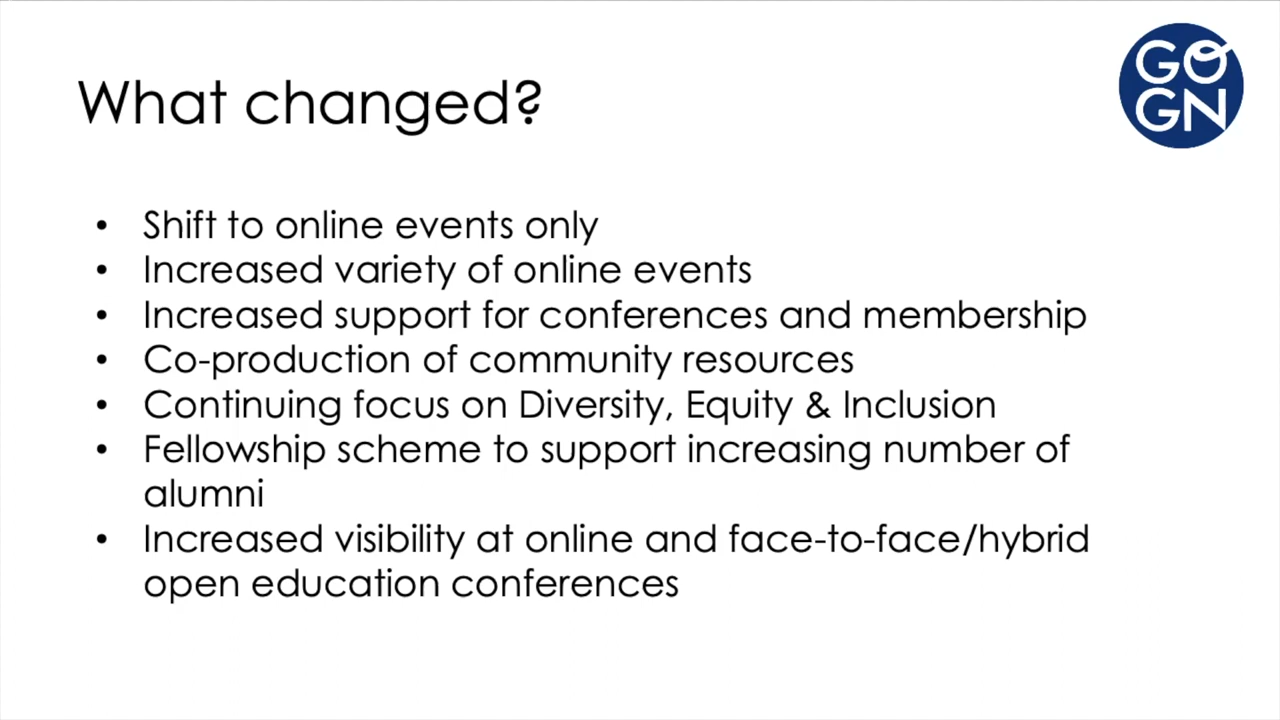 GO
GN
What changed?
• Shift to online events only
• Increased variety of online events
• Increased support for conferences and membership
• Co-production of community resources
• Continuing focus on Diversity, Equity & Inclusion
• Fellowship scheme to support increasing number of
alumni
• Increased visibility at online and face-to-face/hybrid
open education conferences